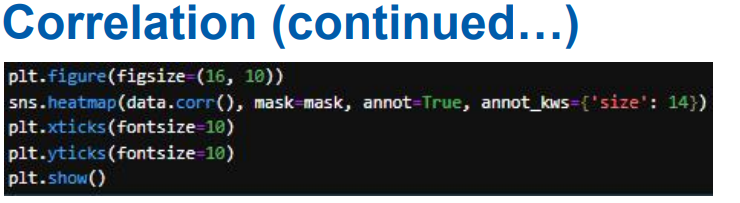 Correlation (continued...)
plt.figure(figsize=(16, 10))
sns.heatmap(data.corr(), mask=mask, annot=True, annot_kws={'size': 14})
plt.xticks(fontsize=10)
plt.yticks(fontsize=10)
plt.show()